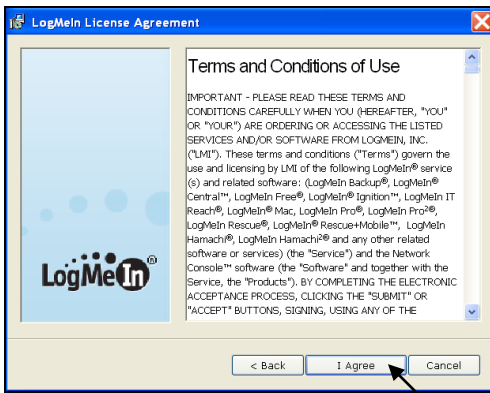 LogMeIn License Agreement
Terms and Conditions of Use
IMPORTANT - PLEASE READ THESE TERMS AND
CONDITIONS CAREFULLY WHEN YOU (HEREAFTER, "YOU"
OR "YOUR") ARE ORDERING OR ACCESSING THE LISTED
SERVICES AND/OR SOFTWARE FROM LOGMEIN, INC.
("LMI"). These terms and conditions ("Terms") govern the
use and licensing by LMI of the following LogMeIn® service
(s) and related software: (LogMeIn Backup®, LogMeIn®
Central™, LogMeIn Free®, LogMeIn® Ignition™, LogMeIn IT
Reach®, LogMeIn® Mac, LogMeIn Pro®, LogMeIn Pro²®,
LogMeIn Rescue®, LogMeIn® Rescue+Mobile™, LogMeIn
Hamachi®, LogMeIn Hamachi²® and any other related
software or services) (the "Service") and the Network
Console™ software (the "Software" and together with the
Service, the "Products"). BY COMPLETING THE ELECTRONIC
ACCEPTANCE PROCESS, CLICKING THE "SUBMIT" OR
"ACCEPT" BUTTONS, SIGNING, USING ANY OF THE
LogMeIn®
< Back
I Agree
Cancel